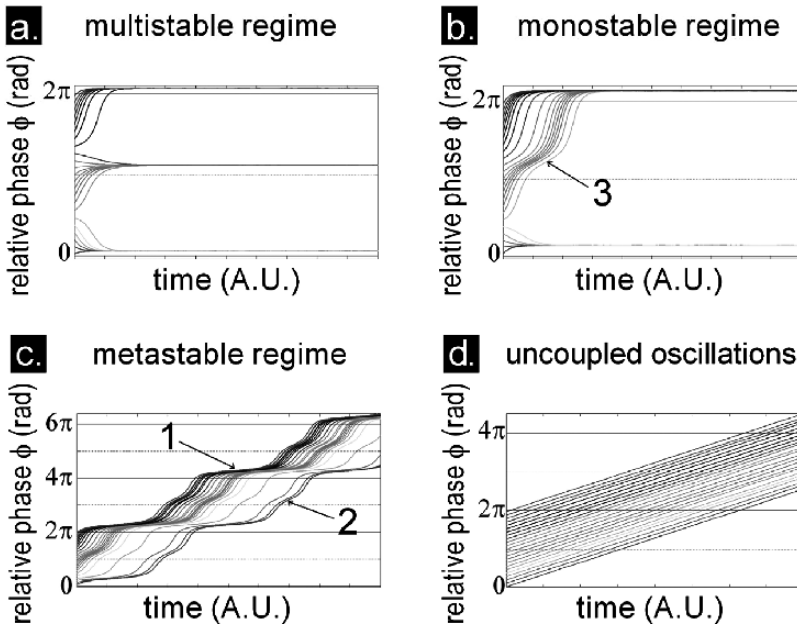 a. multistable regime
relative phase ϕ (rad)
2π
0
time (A.U.)
b. monostable regime
relative phase ϕ (rad)
2π
0
3
time (A.U.)
c. metastable regime
relative phase ϕ (rad)
6π
4π
2π
0
1
2
time (A.U.)
d. uncoupled oscillations
relative phase ϕ (rad)
4π
2π
0
time (A.U.)